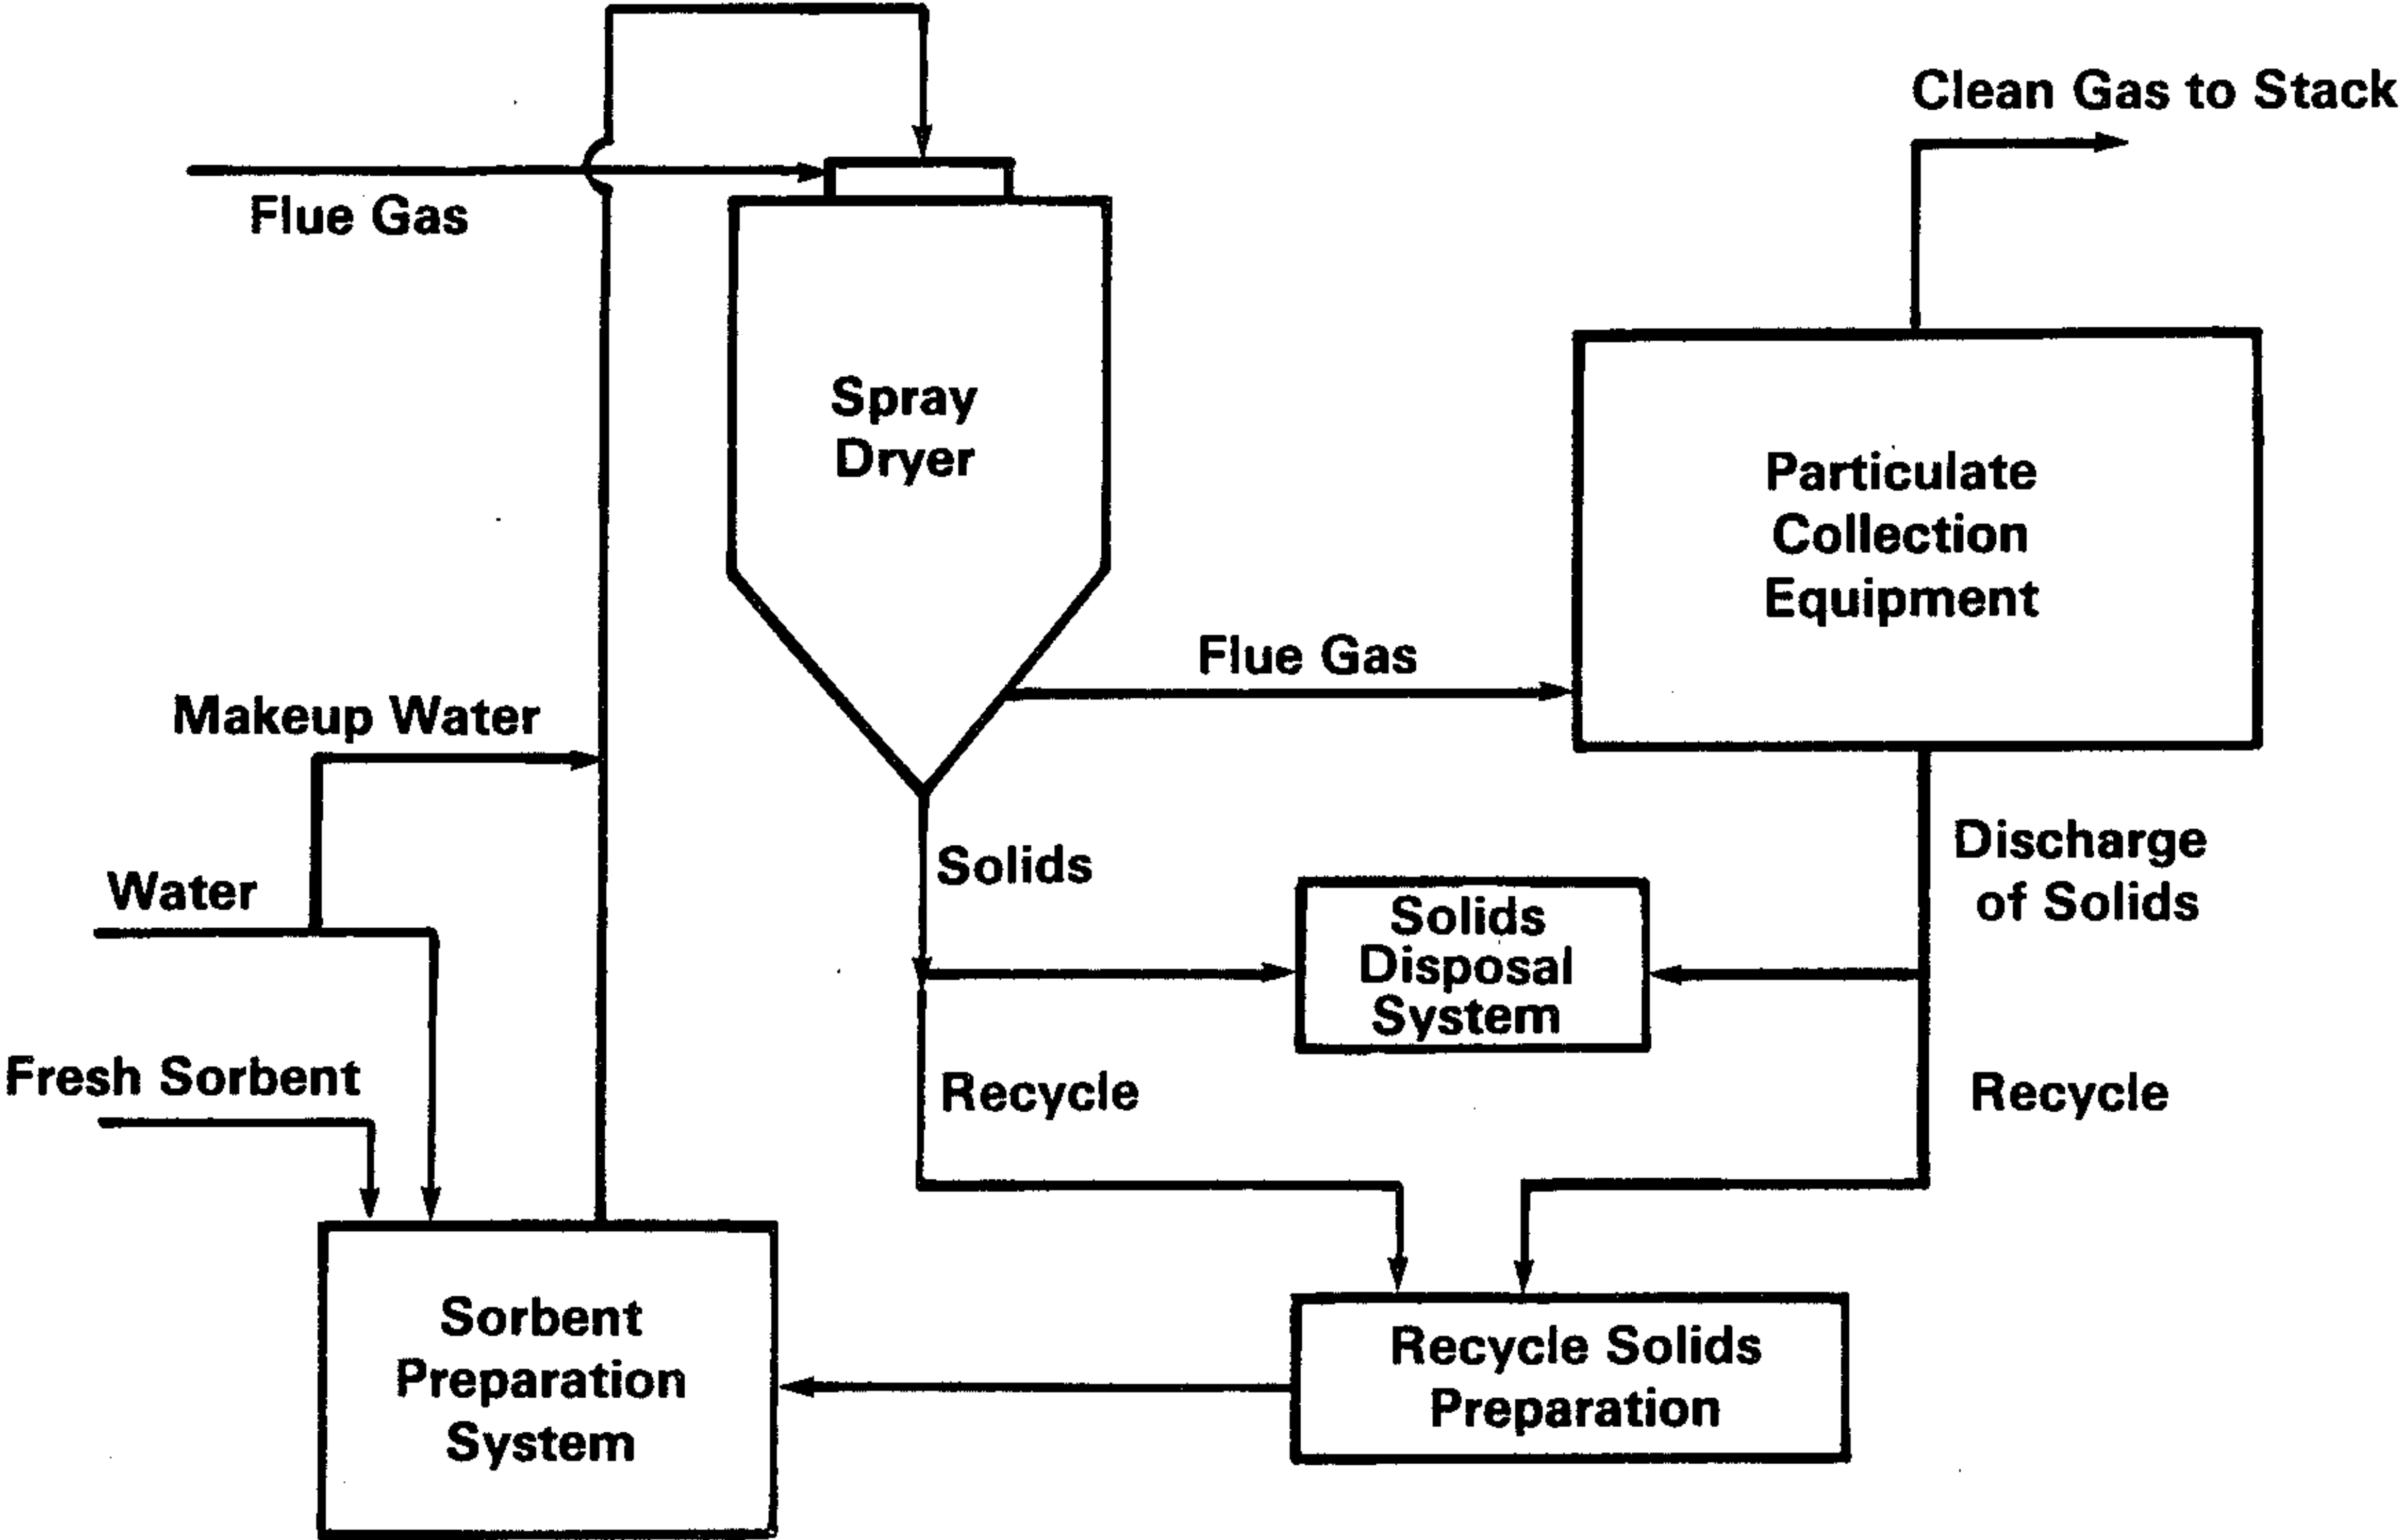 Clean Gas to Stack
Flue Gas
Spray
Dryer
Particulate
Collection
Equipment
Flue Gas
Makeup Water
Water
Solids
Discharge
of Solids
Solids
Disposal
System
Fresh Sorbent
Recycle
Recycle
Sorbent
Preparation
System
Recycle Solids
Preparation